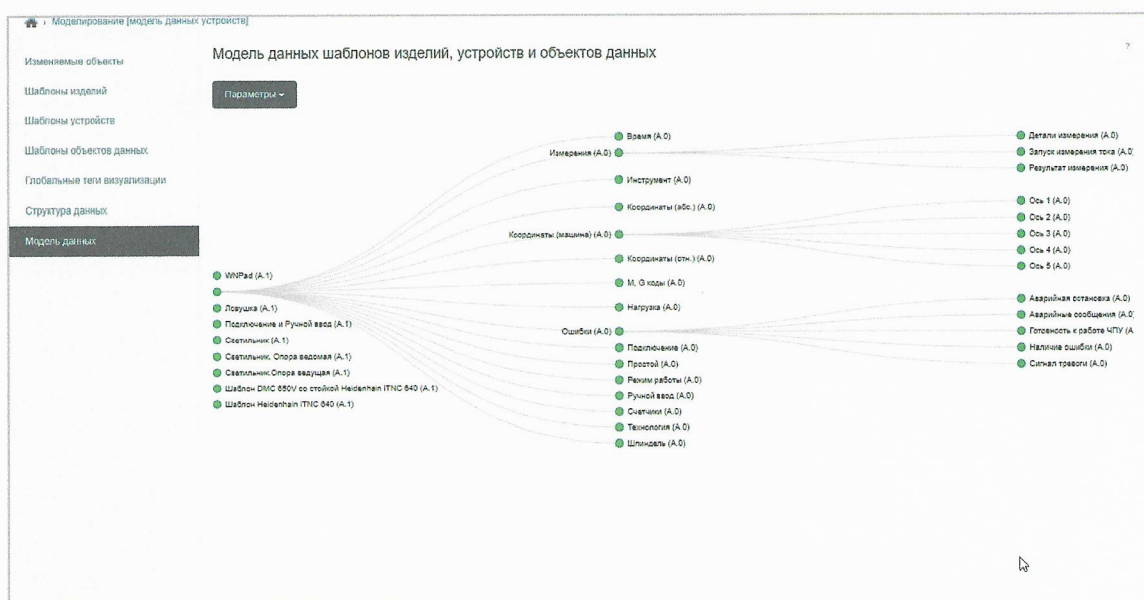 › Моделирование [модель данных устройств]
Изменяемые объекты
Шаблоны изделий
Шаблоны устройств
Шаблоны объектов данных
Глобальные теги визуализации
Структура данных
Модель данных
Модель данных шаблонов изделий, устройств и объектов данных
?
Параметры
WNPad (A.1)
Ловушка (A.1)
Подключение и Ручной ввод (A.1)
Светильник (A.1)
Светильник. Опора ведомая (A.1)
Светильник.Опора ведущая (A.1)
Шаблон DMC 650V со стойкой Heidenhain iTNC 640 (A.1)
Шаблон Heidenhain iTNC 640 (A.1)
Время (A.0)
Измерения (A.0)
Инструмент (A.0)
Координаты (абс.) (A.0)
Координаты (машина) (A.0)
Координаты (отн.) (A.0)
M, G коды (A.0)
Нагрузка (A.0)
Ошибки (A.0)
Подключение (A.0)
Простой (A.0)
Режим работы (A.0)
Ручной ввод (A.0)
Счетчики (A.0)
Технология (A.0)
Шпиндель (A.0)
Детали измерения (A.0)
Запуск измерения тока (A.0)
Результат измерения (A.0)
Ось 1 (A.0)
Ось 2 (A.0)
Ось 3 (A.0)
Ось 4 (A.0)
Ось 5 (A.0)
Аварийная остановка (A.0)
Аварийные сообщения (A.0)
Готовность к работе ЧПУ (A
Наличие ошибки (A.0)
Сигнал тревоги (A.0)